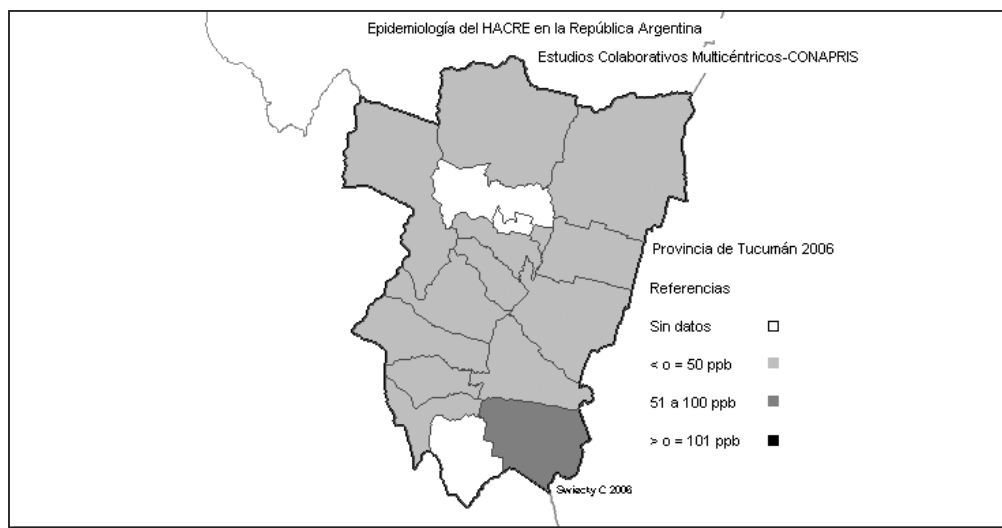 Epidemiología del HACRE en la República Argentina
Estudios Colaborativos Multicéntricos-CONAPRIS
Provincia de Tucumán 2006
Referencias
Sin datos
< o = 50 ppb
51 a 100 ppb
> o = 101 ppb
Swiecty C 2006